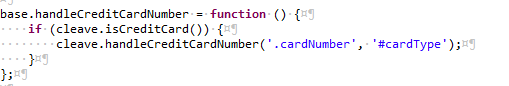 base.handleCreditCardNumber = function () {
    if (cleave.isCreditCard()) {
        cleave.handleCreditCardNumber('.cardNumber', '#cardType');
    }
};